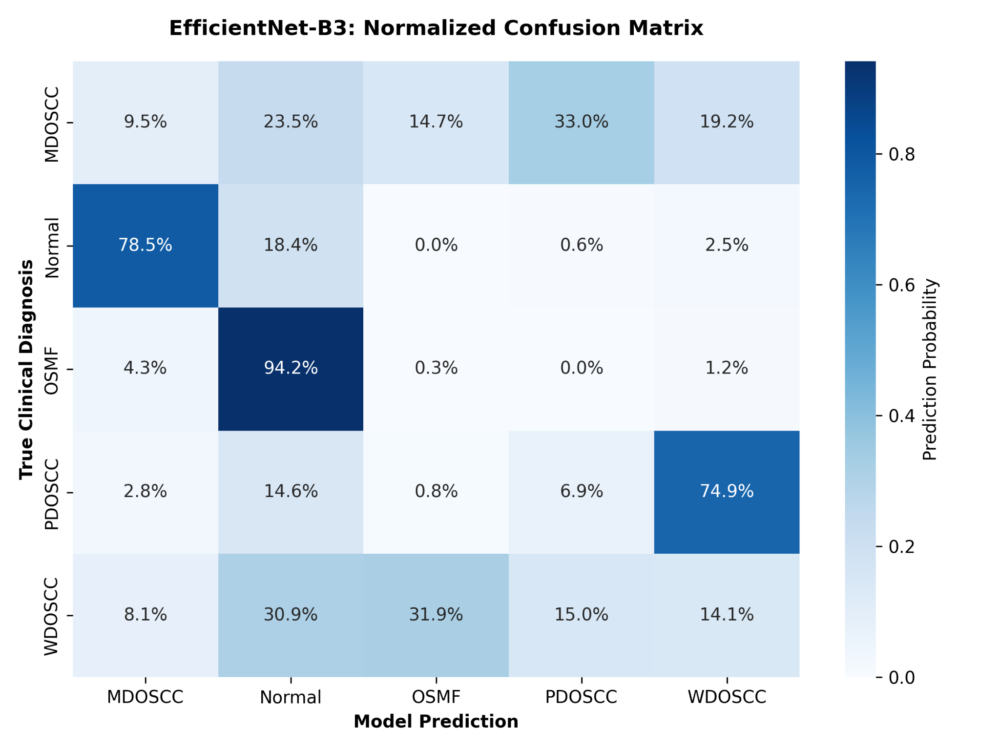 EfficientNet-B3: Normalized Confusion Matrix
True Clinical Diagnosis
MDOSCC 9.5% 23.5% 14.7% 33.0% 19.2%
Normal 78.5% 18.4% 0.0% 0.6% 2.5%
OSMF 4.3% 94.2% 0.3% 0.0% 1.2%
PDOSCC 2.8% 14.6% 0.8% 6.9% 74.9%
WDOSCC 8.1% 30.9% 31.9% 15.0% 14.1%
MDOSCC Normal OSMF PDOSCC WDOSCC
Model Prediction
0.8
0.6
0.4
0.2
0.0
Prediction Probability